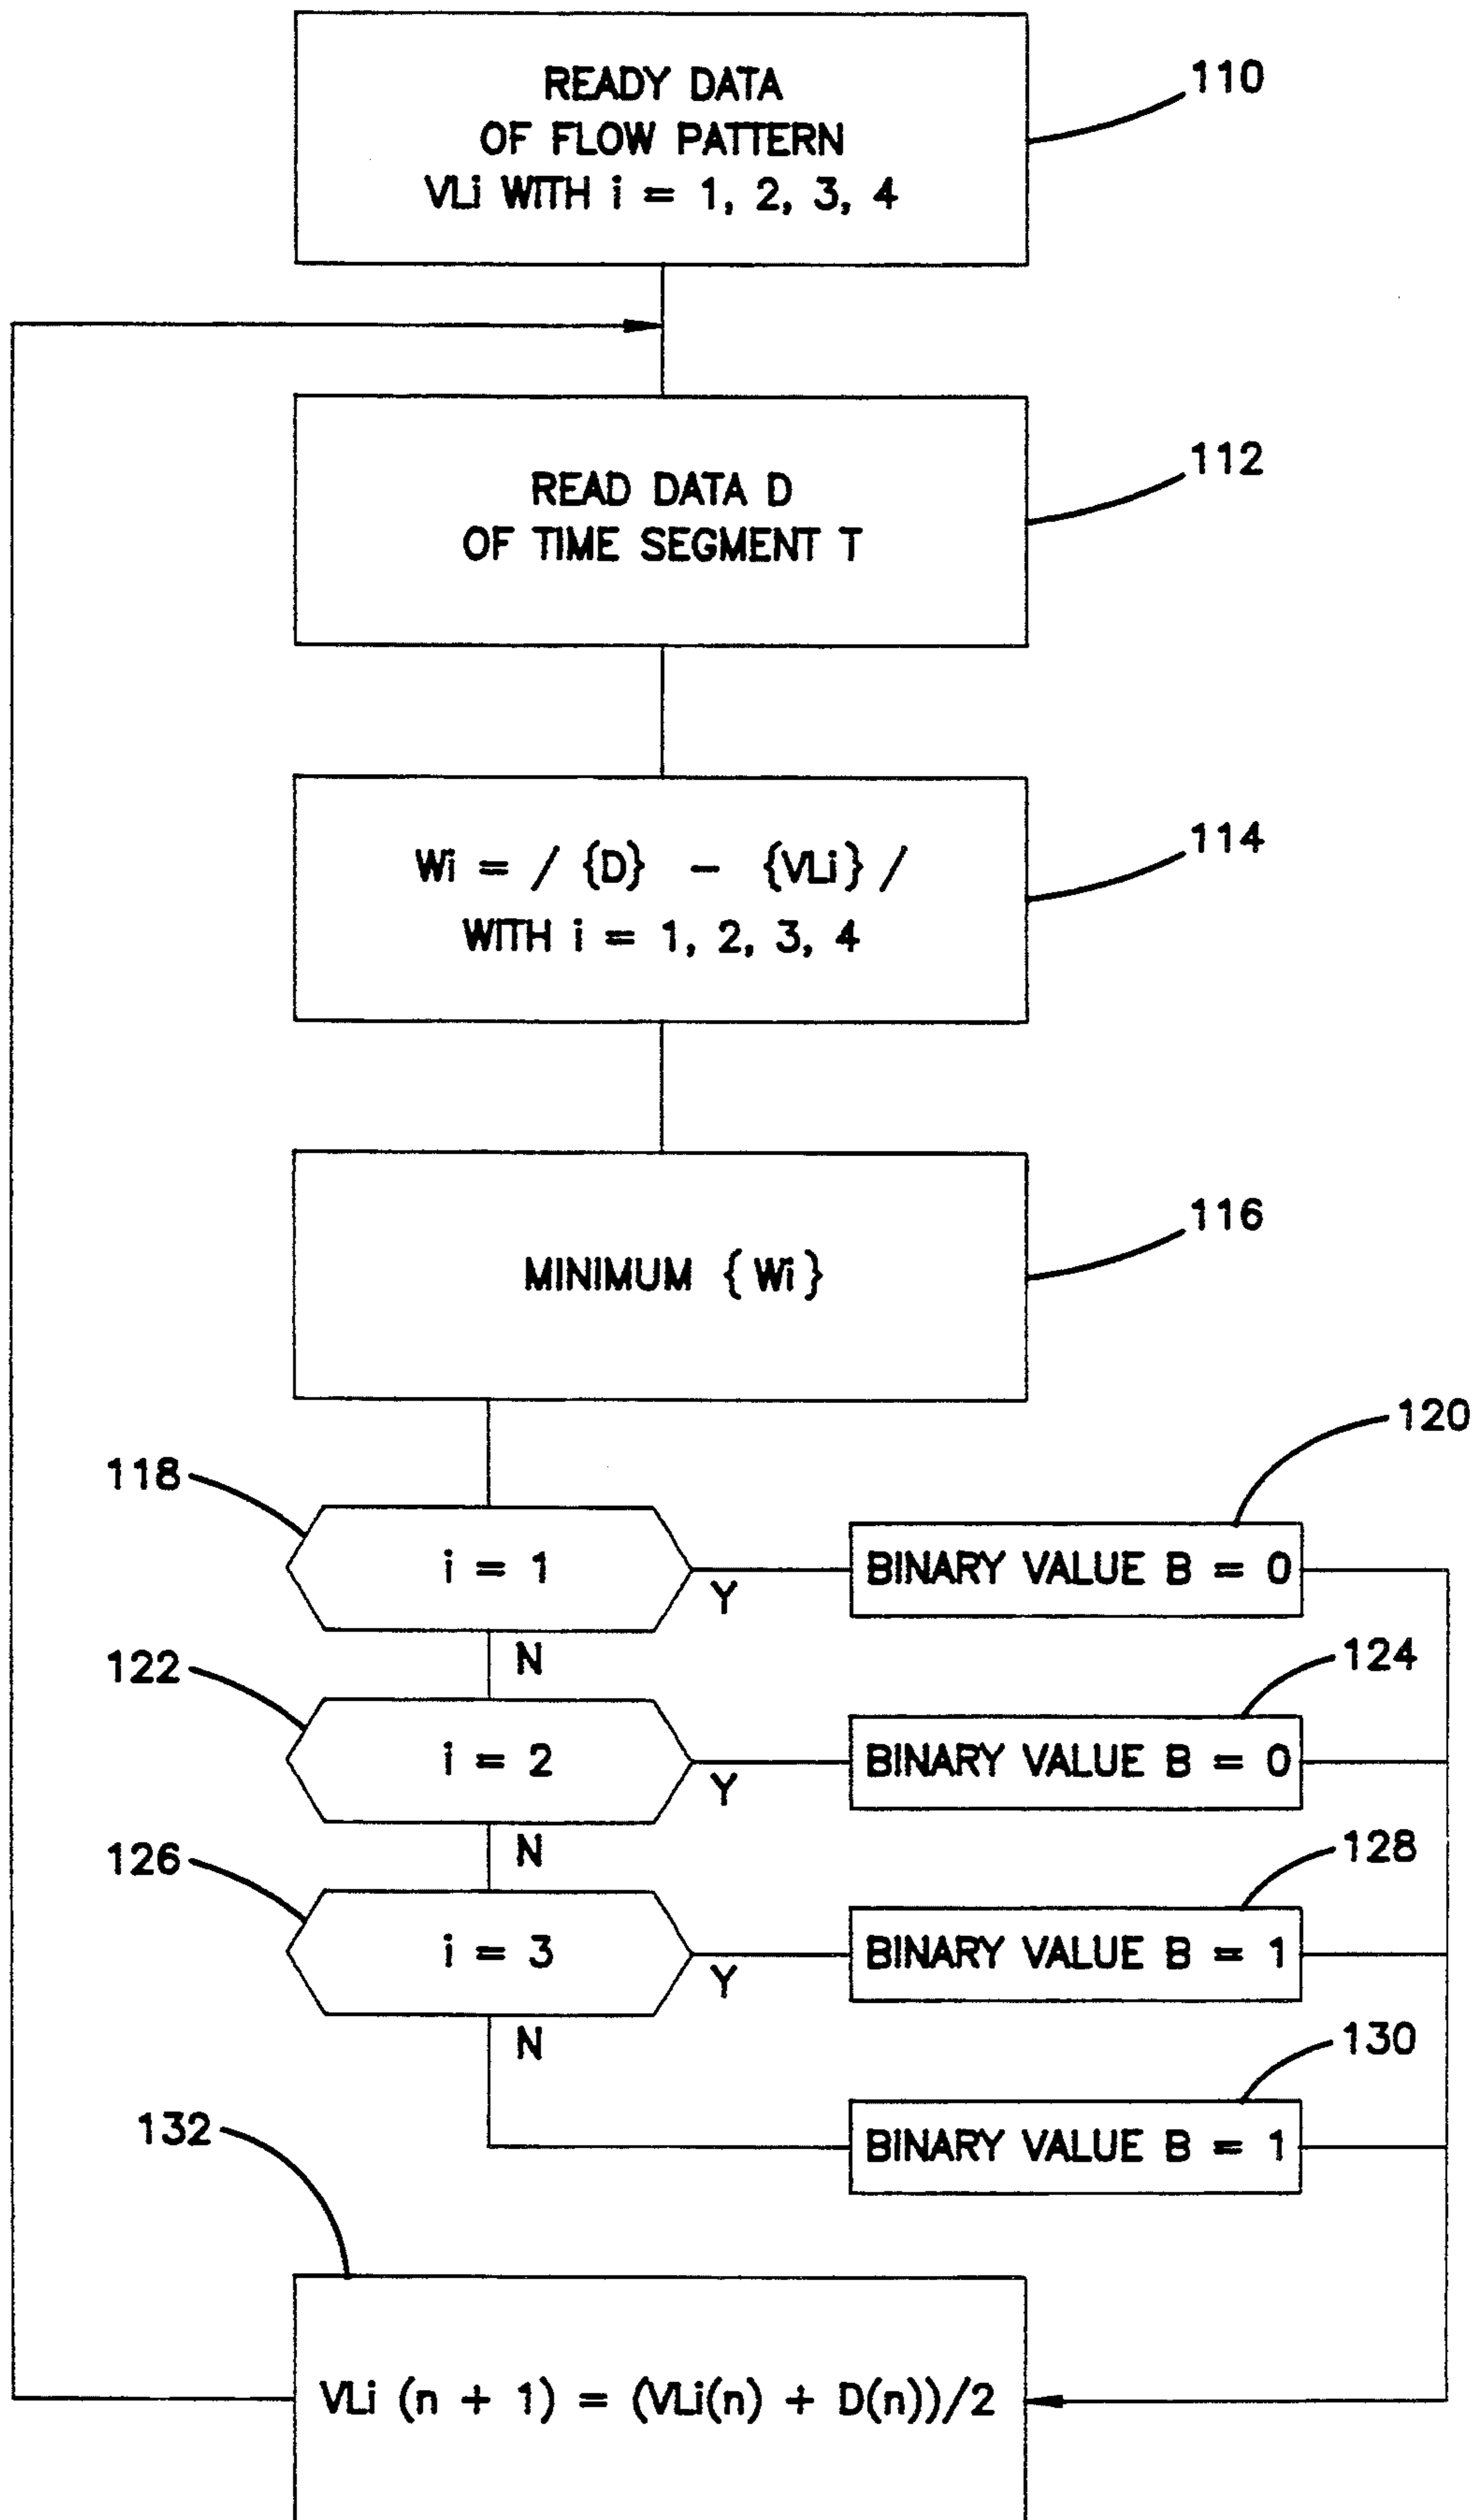 READY DATA
OF FLOW PATTERN
VLi WITH i = 1, 2, 3, 4
110
READ DATA D
OF TIME SEGMENT T
112
Wi = / {D} - {VLi} /
WITH i = 1, 2, 3, 4
114
MINIMUM {Wi}
116
118
i = 1
Y
N
BINARY VALUE B = 0
120
122
i = 2
Y
N
BINARY VALUE B = 0
124
126
i = 3
Y
N
BINARY VALUE B = 1
128
BINARY VALUE B = 1
130
132
VLi (n + 1) = (VLi(n) + D(n))/2